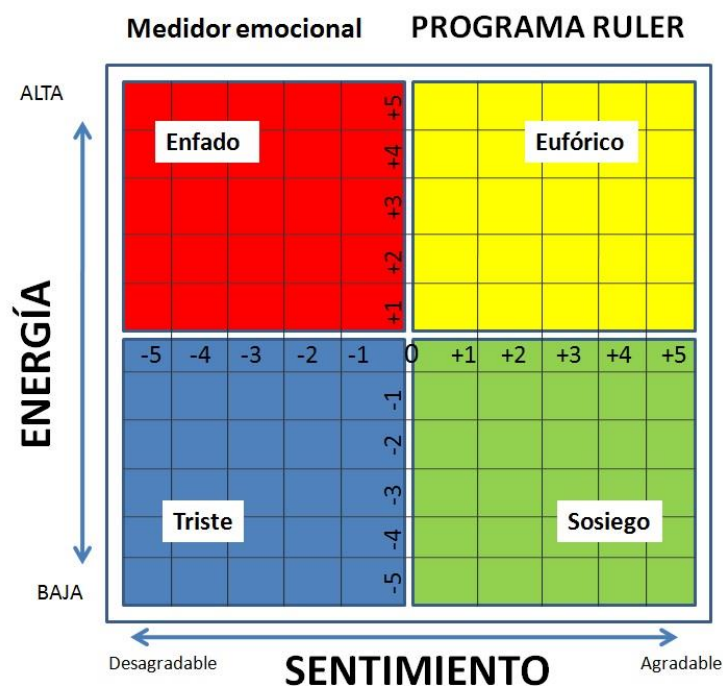 Medidor emocional PROGRAMA RULER
ALTA
+5
Enfado
Eufórico
+4
+3
+2
+1
ENERGÍA
-5 -4 -3 -2 -1 0 +1 +2 +3 +4 +5
-1
-2
-3
Triste
Sosiego
-4
-5
BAJA
Desagradable SENTIMIENTO Agradable